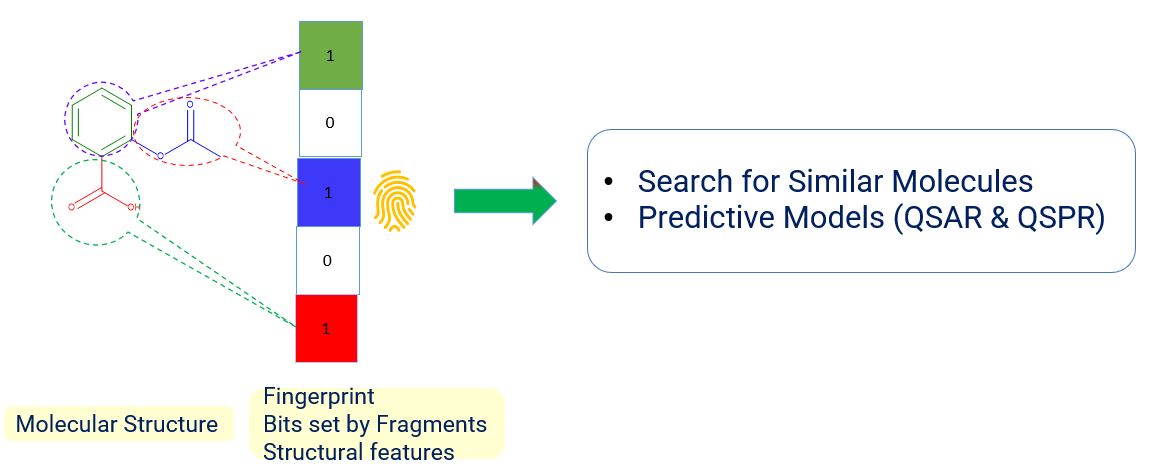 1
0
1
0
1
O
O
O
OH
• Search for Similar Molecules
• Predictive Models (QSAR & QSPR)
Molecular Structure
Fingerprint
Bits set by Fragments
Structural features